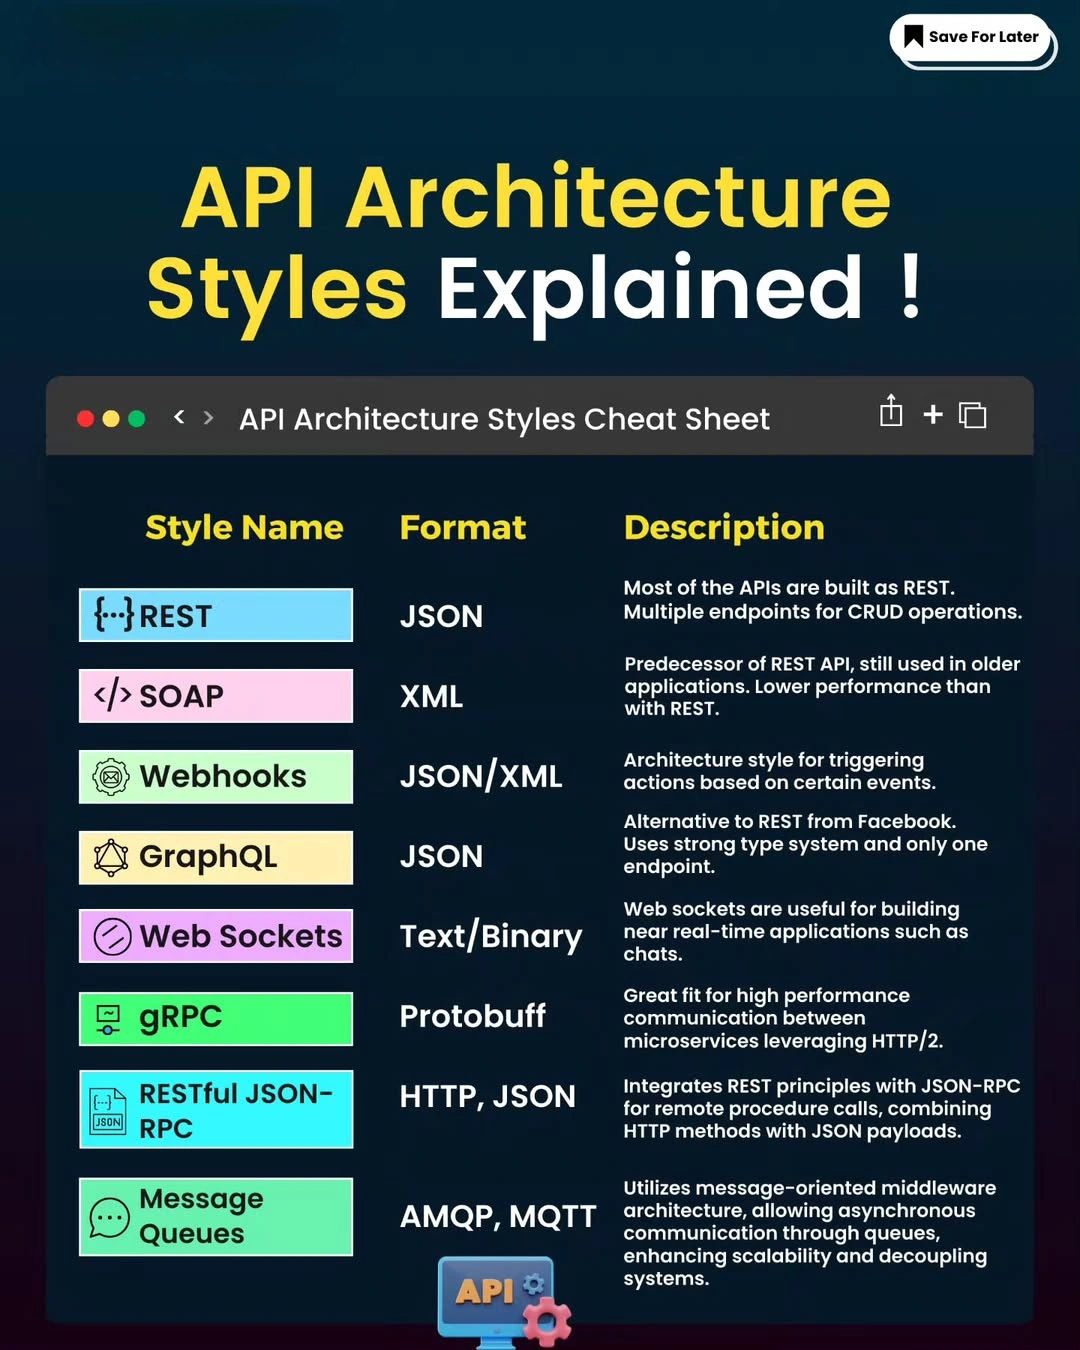 Save For Later
API Architecture
Styles Explained !
API Architecture Styles Cheat Sheet
Style Name Format Description
{···} REST JSON
Most of the APIs are built as REST.
Multiple endpoints for CRUD operations.
</> SOAP XML
Predecessor of REST API, still used in older
applications. Lower performance than
with REST.
Webhooks JSON/XML
Architecture style for triggering
actions based on certain events.
GraphQL JSON
Alternative to REST from Facebook.
Uses strong type system and only one
endpoint.
Web Sockets Text/Binary
Web sockets are useful for building
near real-time applications such as
chats.
gRPC Protobuff
Great fit for high performance
communication between
microservices leveraging HTTP/2.
{···}
JSON
RESTful JSON-
RPC
HTTP, JSON
Integrates REST principles with JSON-RPC
for remote procedure calls, combining
HTTP methods with JSON payloads.
Message
Queues
AMQP, MQTT
Utilizes message-oriented middleware
architecture, allowing asynchronous
communication through queues,
enhancing scalability and decoupling
systems.
API